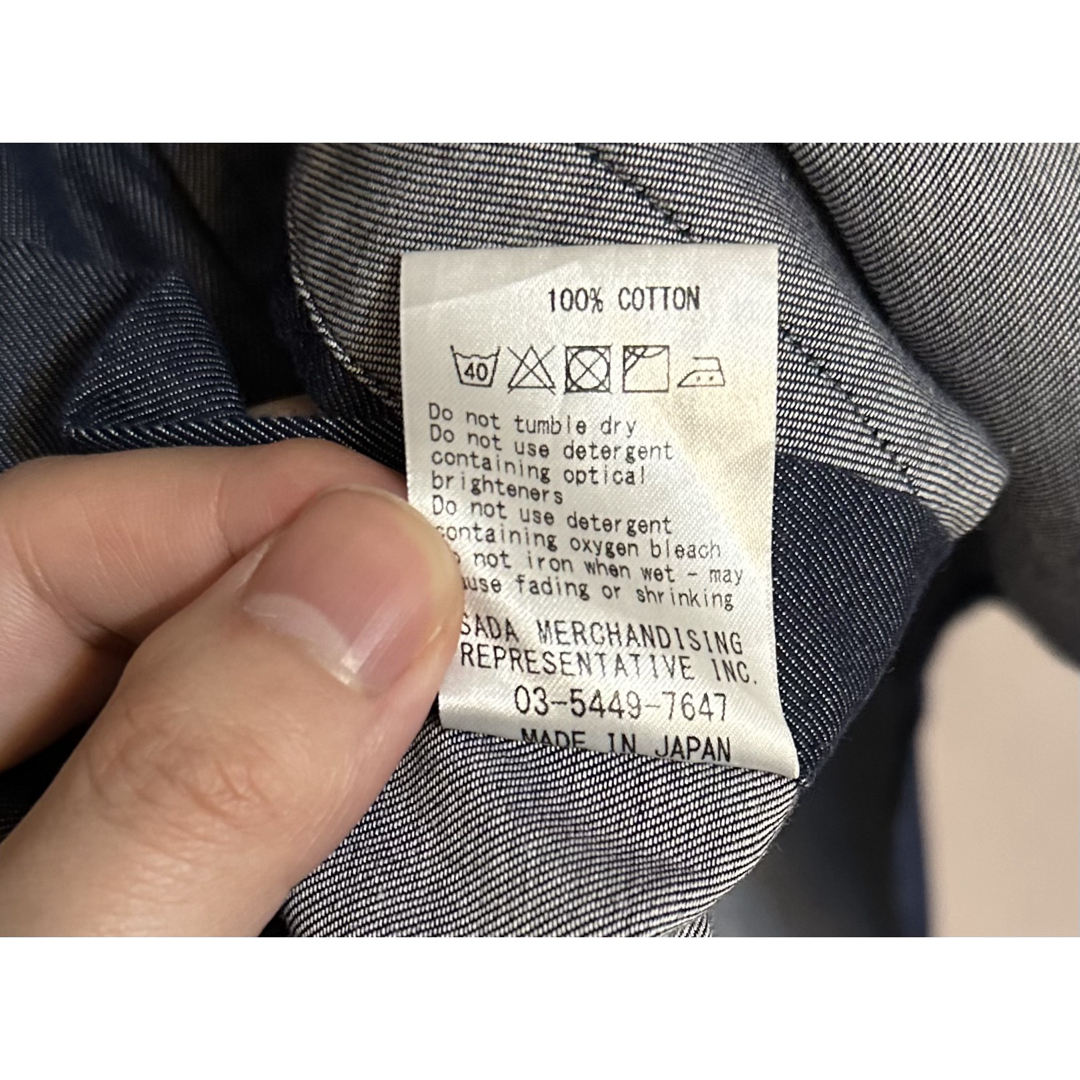 100% COTTON
40
Do not tumble dry
Do not use detergent
containing optical
brighteners
Do not use detergent
containing oxygen bleach
not iron when wet - may
use fading or shrinking
SADA MERCHANDISING
REPRESENTATIVE INC.
03-5449-7647
MADE IN JAPAN